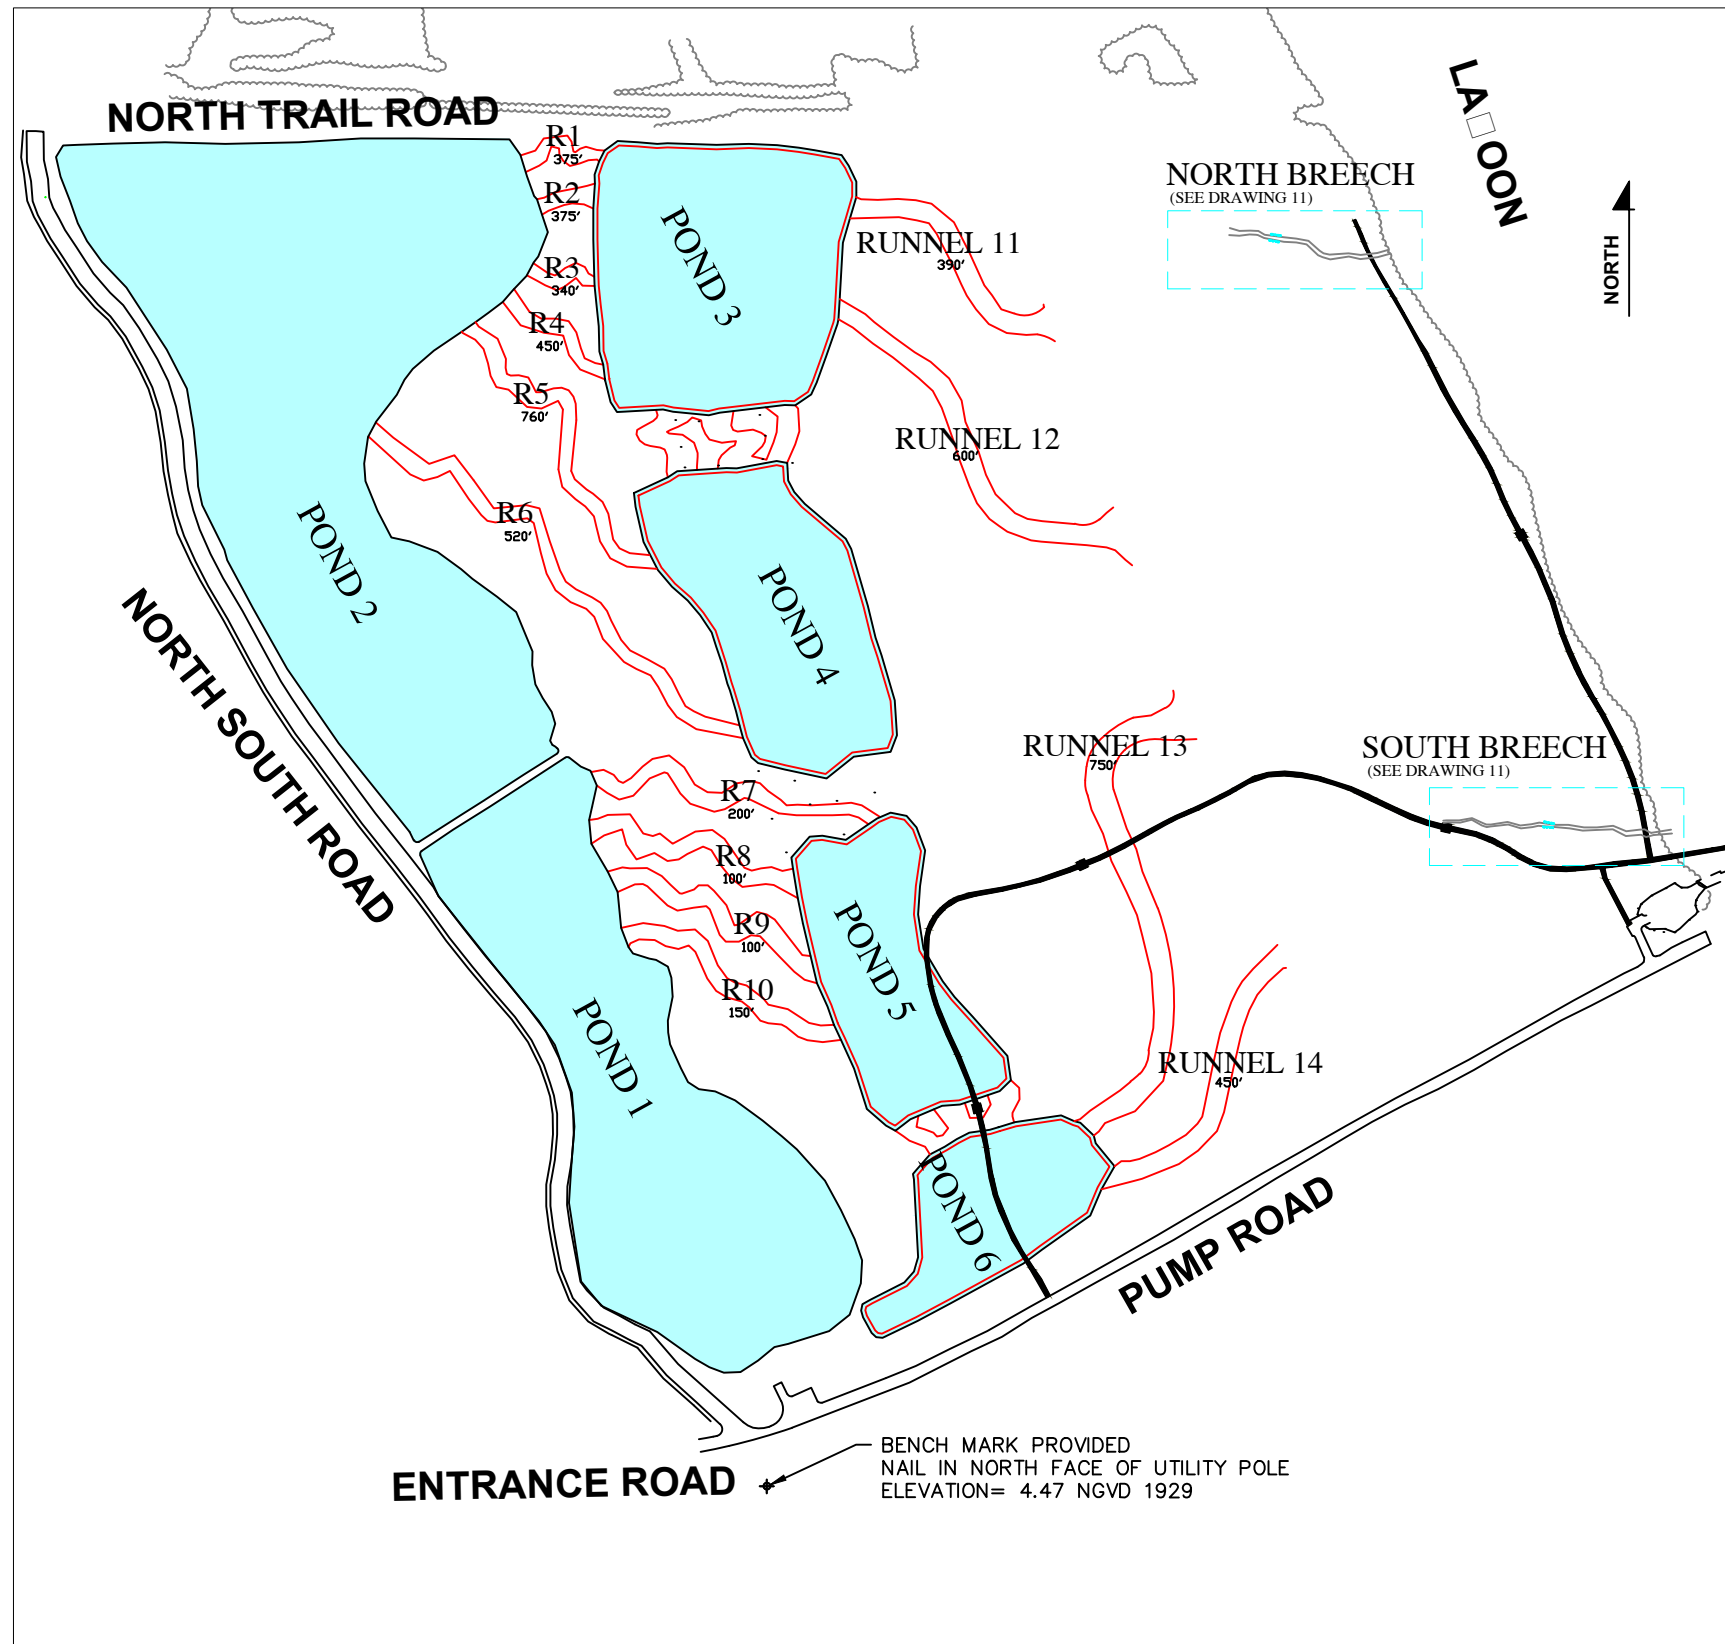 NORTH TRAIL ROAD
LA□OON
R1
375'
NORTH BREECH
(SEE DRAWING 11)
R2
375'
POND 3
RUNNEL 11
390'
NORTH
R3
340'
R4
450'
R5
760'
RUNNEL 12
600'
R6
520'
POND 2
POND 4
NORTH SOUTH ROAD
RUNNEL 13
750'
SOUTH BREECH
(SEE DRAWING 11)
R7
200'
R8
100'
R9
100'
POND 5
R10
150'
POND 1
RUNNEL 14
450'
POND 6
PUMP ROAD
BENCH MARK PROVIDED
NAIL IN NORTH FACE OF UTILITY POLE
ELEVATION= 4.47 NGVD 1929
ENTRANCE ROAD